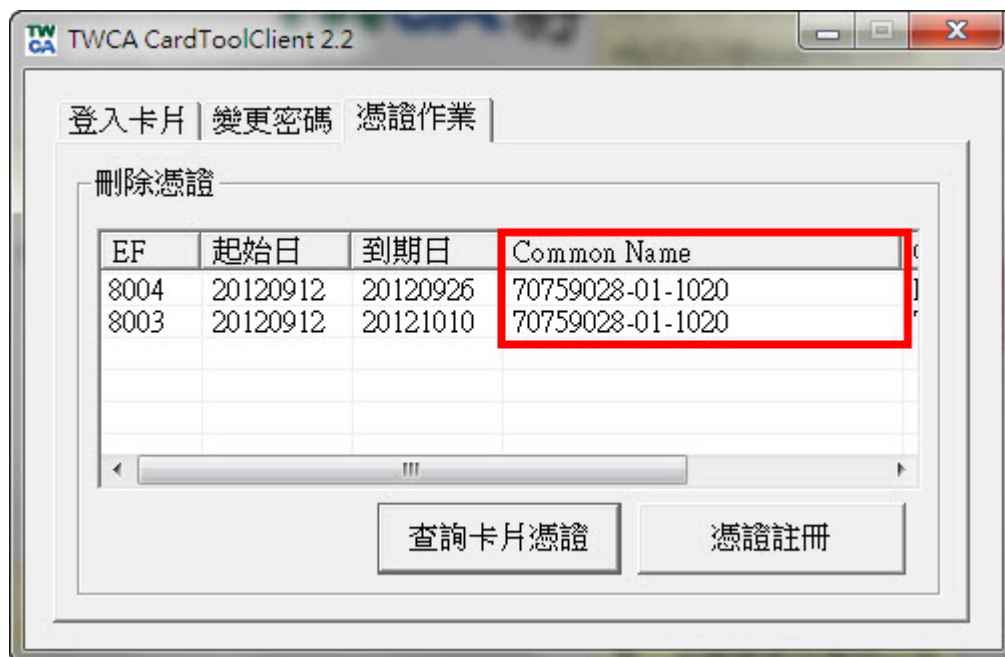 TWCA TWCA CardToolClient 2.2
登入卡片 變更密碼 憑證作業
刪除憑證
EF 起始日 到期日 Common Name
8004 20120912 20120926 70759028-01-1020
8003 20120912 20121010 70759028-01-1020
查詢卡片憑證 憑證註冊